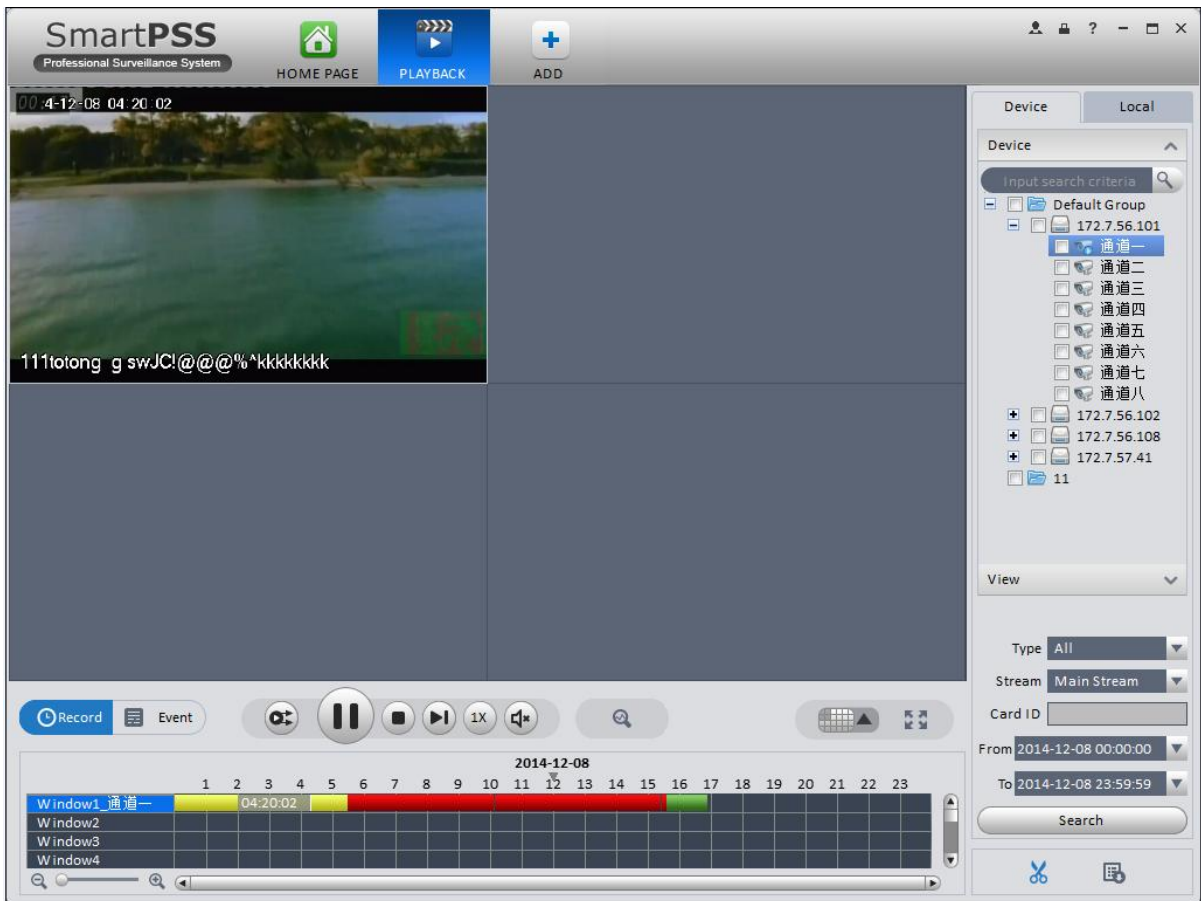 SmartPSS
Professional Surveillance System
HOME PAGE
PLAYBACK
ADD
4-12-08 04:20:02
111totong g swJC!@@@%^kkkkkkkk
Device
Local
Device
Input search criteria
Default Group
172.7.56.101
通道一
通道二
通道三
通道四
通道五
通道六
通道七
通道八
172.7.56.102
172.7.56.108
172.7.57.41
11
View
Type All
Stream Main Stream
Card ID
From 2014-12-08 00:00:00
To 2014-12-08 23:59:59
Search
Record
Event
1X
2014-12-08
1 2 3 4 5 6 7 8 9 10 11 12 13 14 15 16 17 18 19 20 21 22 23
Window1_通道一 04:20:02
Window2
Window3
Window4